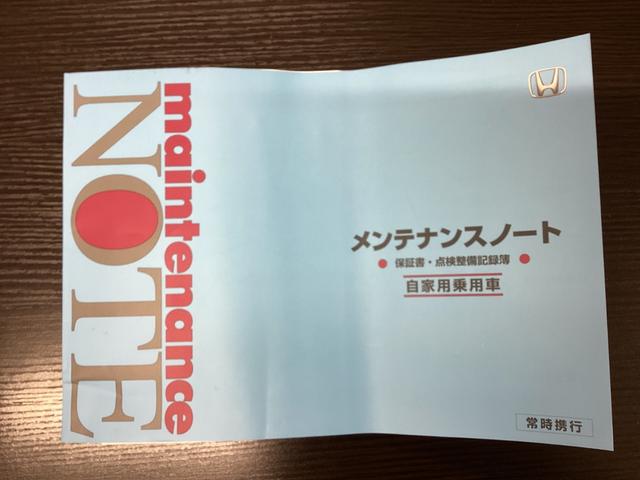 maintenance
NOTE
メンテナンスノート
● 保証書・点検整備記録簿 ●
自家用乗用車
常時携行